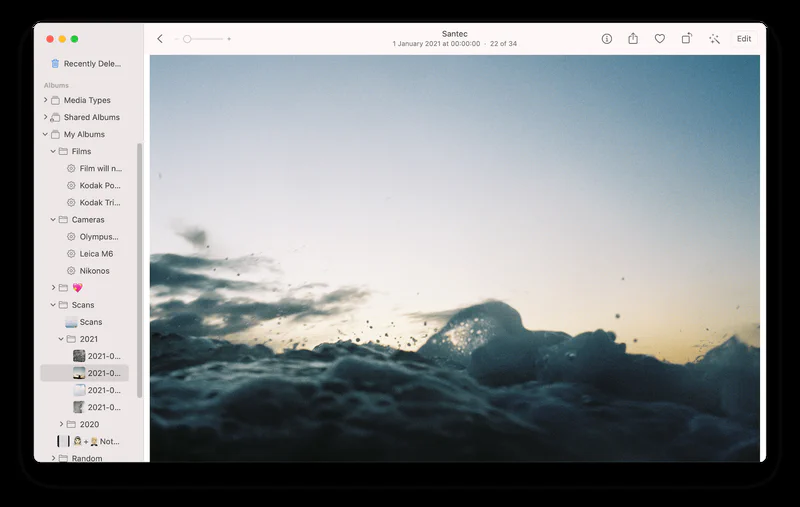 Santec
1 January 2021 at 00:00:00 - 22 of 34
Edit
Recently Dele...
Albums
Media Types
Shared Albums
My Albums
Films
Film will n...
Kodak Po...
Kodak Tri...
Cameras
Olympus...
Leica M6
Nikonos
Scans
Scans
2021
2021-0...
2021-0...
2021-0...
2021-0...
2020
+ Not...
Random